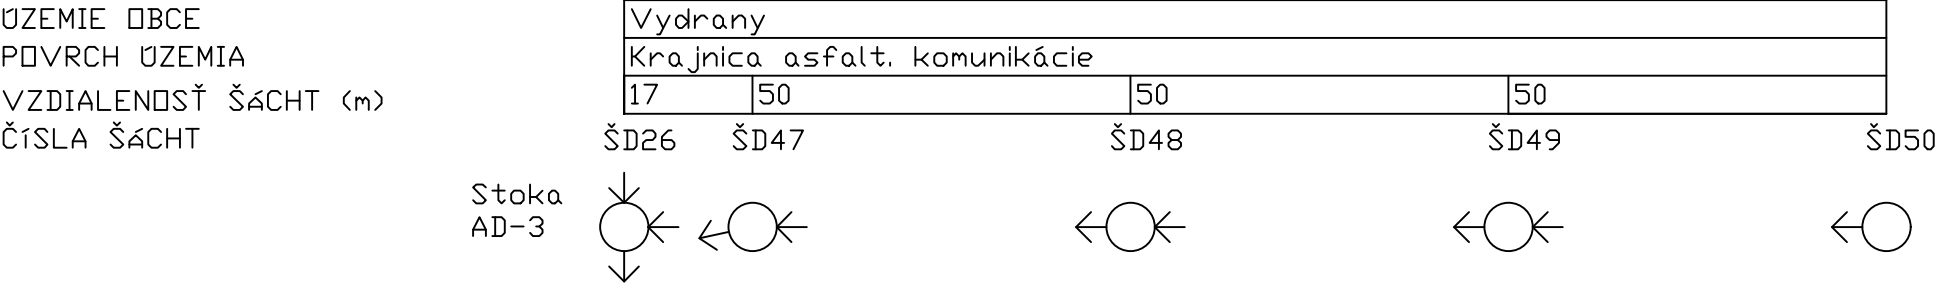 ÚZEMIE OBCE Vydrany
POVRCH ÚZEMIA Krajnica asfalt. komunikácie
VZDIALENOSŤ ŠáCHT (m) 17 50 50 50
ČíSLA ŠáCHT ŠD26 ŠD47 ŠD48 ŠD49 ŠD50
Stoka
AD-3